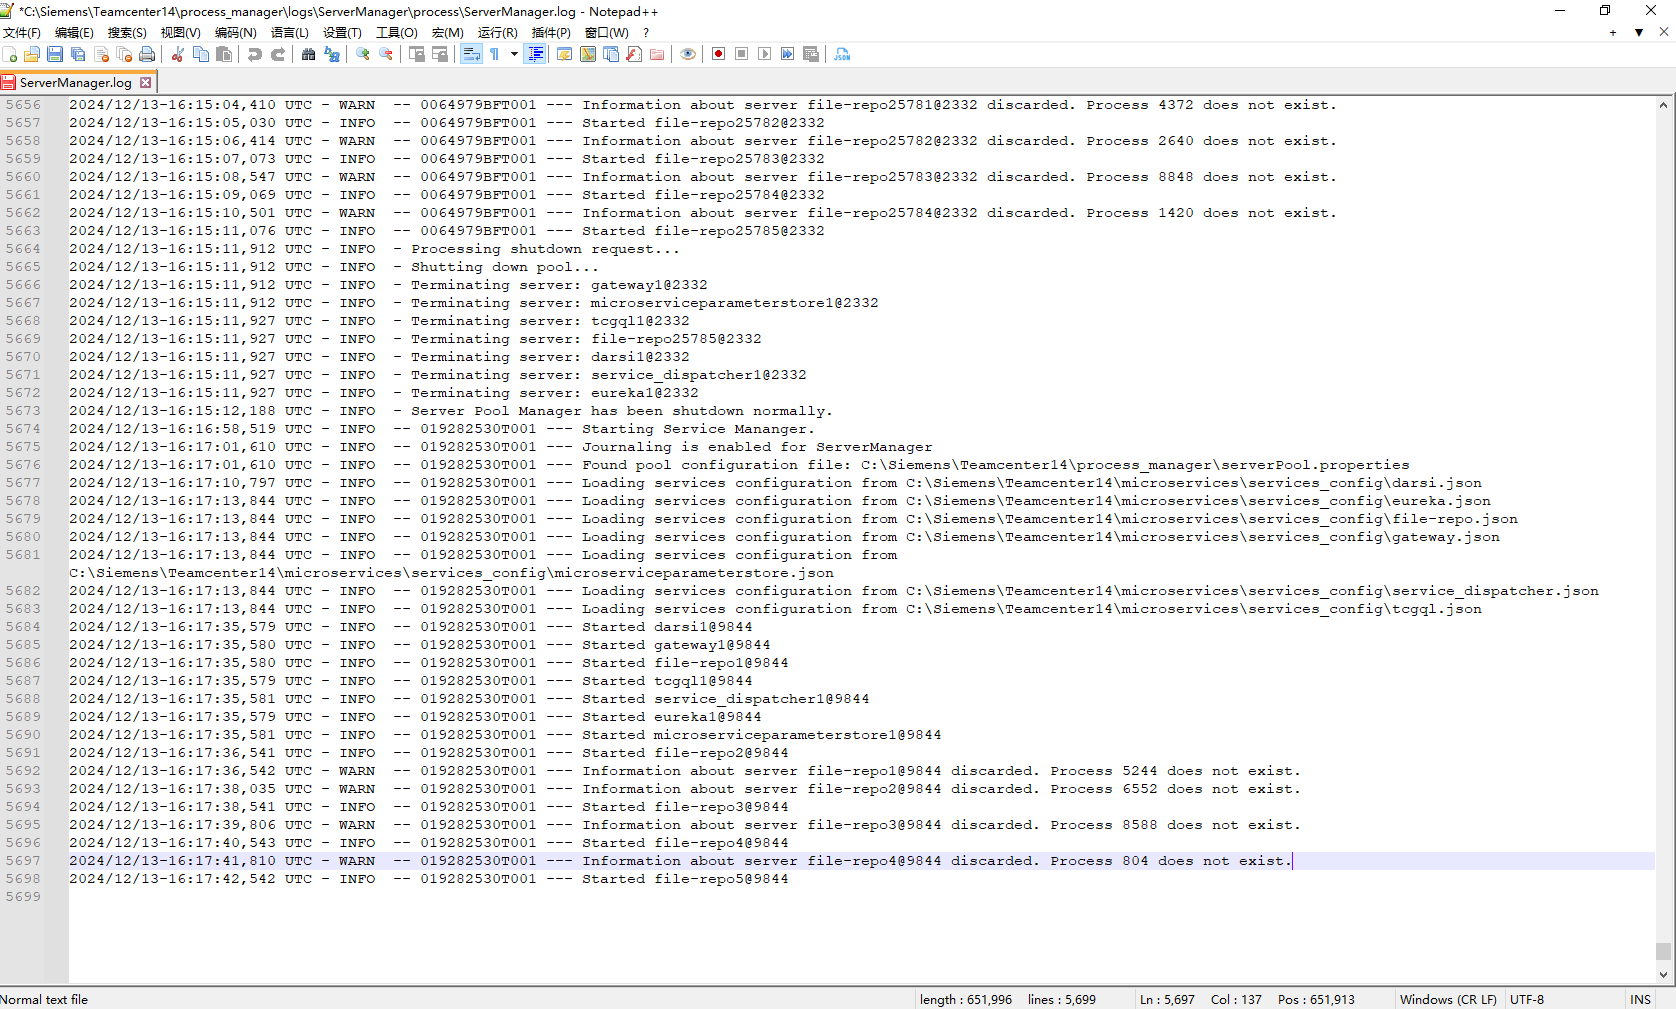 *C:\Siemens\Teamcenter14\process_manager\logs\ServerManager\process\ServerManager.log - Notepad++
文件(F) 编辑(E) 搜索(S) 视图(V) 编码(N) 语言(L) 设置(T) 工具(O) 宏(M) 运行(R) 插件(P) 窗口(W) ?
ServerManager.log
5656 2024/12/13-16:15:04,410 UTC - WARN -- 0064979BFT001 --- Information about server file-repo25781@2332 discarded. Process 4372 does not exist.
5657 2024/12/13-16:15:05,030 UTC - INFO -- 0064979BFT001 --- Started file-repo25782@2332
5658 2024/12/13-16:15:06,414 UTC - WARN -- 0064979BFT001 --- Information about server file-repo25782@2332 discarded. Process 2640 does not exist.
5659 2024/12/13-16:15:07,073 UTC - INFO -- 0064979BFT001 --- Started file-repo25783@2332
5660 2024/12/13-16:15:08,547 UTC - WARN -- 0064979BFT001 --- Information about server file-repo25783@2332 discarded. Process 8848 does not exist.
5661 2024/12/13-16:15:09,069 UTC - INFO -- 0064979BFT001 --- Started file-repo25784@2332
5662 2024/12/13-16:15:10,501 UTC - WARN -- 0064979BFT001 --- Information about server file-repo25784@2332 discarded. Process 1420 does not exist.
5663 2024/12/13-16:15:11,076 UTC - INFO -- 0064979BFT001 --- Started file-repo25785@2332
5664 2024/12/13-16:15:11,912 UTC - INFO - Processing shutdown request...
5665 2024/12/13-16:15:11,912 UTC - INFO - Shutting down pool...
5666 2024/12/13-16:15:11,912 UTC - INFO - Terminating server: gateway1@2332
5667 2024/12/13-16:15:11,912 UTC - INFO - Terminating server: microserviceparameterstore1@2332
5668 2024/12/13-16:15:11,927 UTC - INFO - Terminating server: tcgql1@2332
5669 2024/12/13-16:15:11,927 UTC - INFO - Terminating server: file-repo25785@2332
5670 2024/12/13-16:15:11,927 UTC - INFO - Terminating server: darsi1@2332
5671 2024/12/13-16:15:11,927 UTC - INFO - Terminating server: service_dispatcher1@2332
5672 2024/12/13-16:15:11,927 UTC - INFO - Terminating server: eureka1@2332
5673 2024/12/13-16:15:12,188 UTC - INFO - Server Pool Manager has been shutdown normally.
5674 2024/12/13-16:16:58,519 UTC - INFO -- 019282530T001 --- Starting Service Mananger.
5675 2024/12/13-16:17:01,610 UTC - INFO -- 019282530T001 --- Journaling is enabled for ServerManager
5676 2024/12/13-16:17:01,610 UTC - INFO -- 019282530T001 --- Found pool configuration file: C:\Siemens\Teamcenter14\process_manager\serverPool.properties
5677 2024/12/13-16:17:10,797 UTC - INFO -- 019282530T001 --- Loading services configuration from C:\Siemens\Teamcenter14\microservices\services_config\darsi.json
5678 2024/12/13-16:17:13,844 UTC - INFO -- 019282530T001 --- Loading services configuration from C:\Siemens\Teamcenter14\microservices\services_config\eureka.json
5679 2024/12/13-16:17:13,844 UTC - INFO -- 019282530T001 --- Loading services configuration from C:\Siemens\Teamcenter14\microservices\services_config\file-repo.json
5680 2024/12/13-16:17:13,844 UTC - INFO -- 019282530T001 --- Loading services configuration from C:\Siemens\Teamcenter14\microservices\services_config\gateway.json
5681 2024/12/13-16:17:13,844 UTC - INFO -- 019282530T001 --- Loading services configuration from
C:\Siemens\Teamcenter14\microservices\services_config\microserviceparameterstore.json
5682 2024/12/13-16:17:13,844 UTC - INFO -- 019282530T001 --- Loading services configuration from C:\Siemens\Teamcenter14\microservices\services_config\service_dispatcher.json
5683 2024/12/13-16:17:13,844 UTC - INFO -- 019282530T001 --- Loading services configuration from C:\Siemens\Teamcenter14\microservices\services_config\tcgql.json
5684 2024/12/13-16:17:35,579 UTC - INFO -- 019282530T001 --- Started darsi1@9844
5685 2024/12/13-16:17:35,580 UTC - INFO -- 019282530T001 --- Started gateway1@9844
5686 2024/12/13-16:17:35,580 UTC - INFO -- 019282530T001 --- Started file-repo1@9844
5687 2024/12/13-16:17:35,579 UTC - INFO -- 019282530T001 --- Started tcgql1@9844
5688 2024/12/13-16:17:35,581 UTC - INFO -- 019282530T001 --- Started service_dispatcher1@9844
5689 2024/12/13-16:17:35,579 UTC - INFO -- 019282530T001 --- Started eureka1@9844
5690 2024/12/13-16:17:35,581 UTC - INFO -- 019282530T001 --- Started microserviceparameterstore1@9844
5691 2024/12/13-16:17:36,541 UTC - INFO -- 019282530T001 --- Started file-repo2@9844
5692 2024/12/13-16:17:36,542 UTC - WARN -- 019282530T001 --- Information about server file-repo1@9844 discarded. Process 5244 does not exist.
5693 2024/12/13-16:17:38,035 UTC - WARN -- 019282530T001 --- Information about server file-repo2@9844 discarded. Process 6552 does not exist.
5694 2024/12/13-16:17:38,541 UTC - INFO -- 019282530T001 --- Started file-repo3@9844
5695 2024/12/13-16:17:39,806 UTC - WARN -- 019282530T001 --- Information about server file-repo3@9844 discarded. Process 8588 does not exist.
5696 2024/12/13-16:17:40,543 UTC - INFO -- 019282530T001 --- Started file-repo4@9844
5697 2024/12/13-16:17:41,810 UTC - WARN -- 019282530T001 --- Information about server file-repo4@9844 discarded. Process 804 does not exist.
5698 2024/12/13-16:17:42,542 UTC - INFO -- 019282530T001 --- Started file-repo5@9844
5699
Normal text file length : 651,996 lines : 5,699 Ln : 5,697 Col : 137 Pos : 651,913 Windows (CR LF) UTF-8 INS